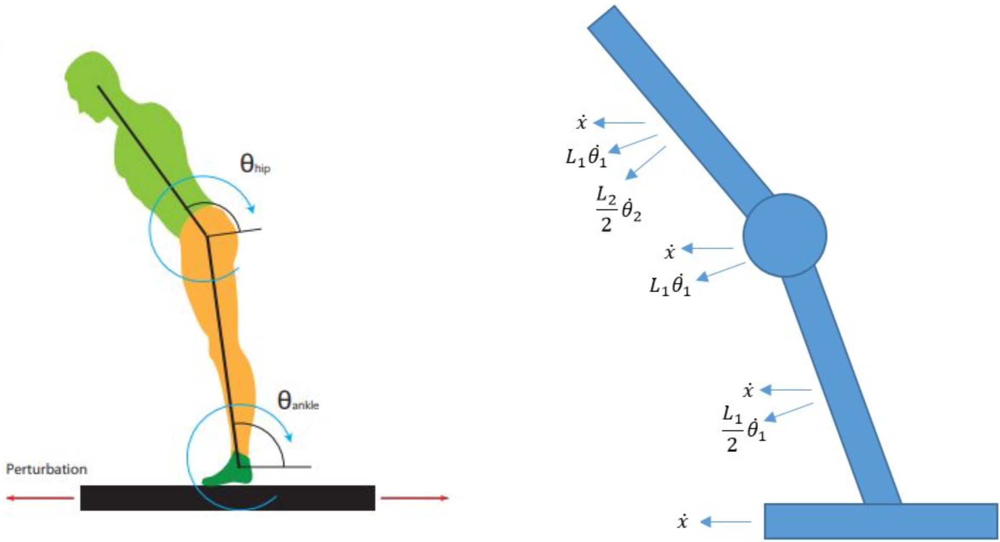 θhip
θankle
Perturbation
ẋ
L₁θ̇₁
L₂/2 θ̇₂
ẋ
L₁θ̇₁
ẋ
L₁/2 θ̇₁
ẋ